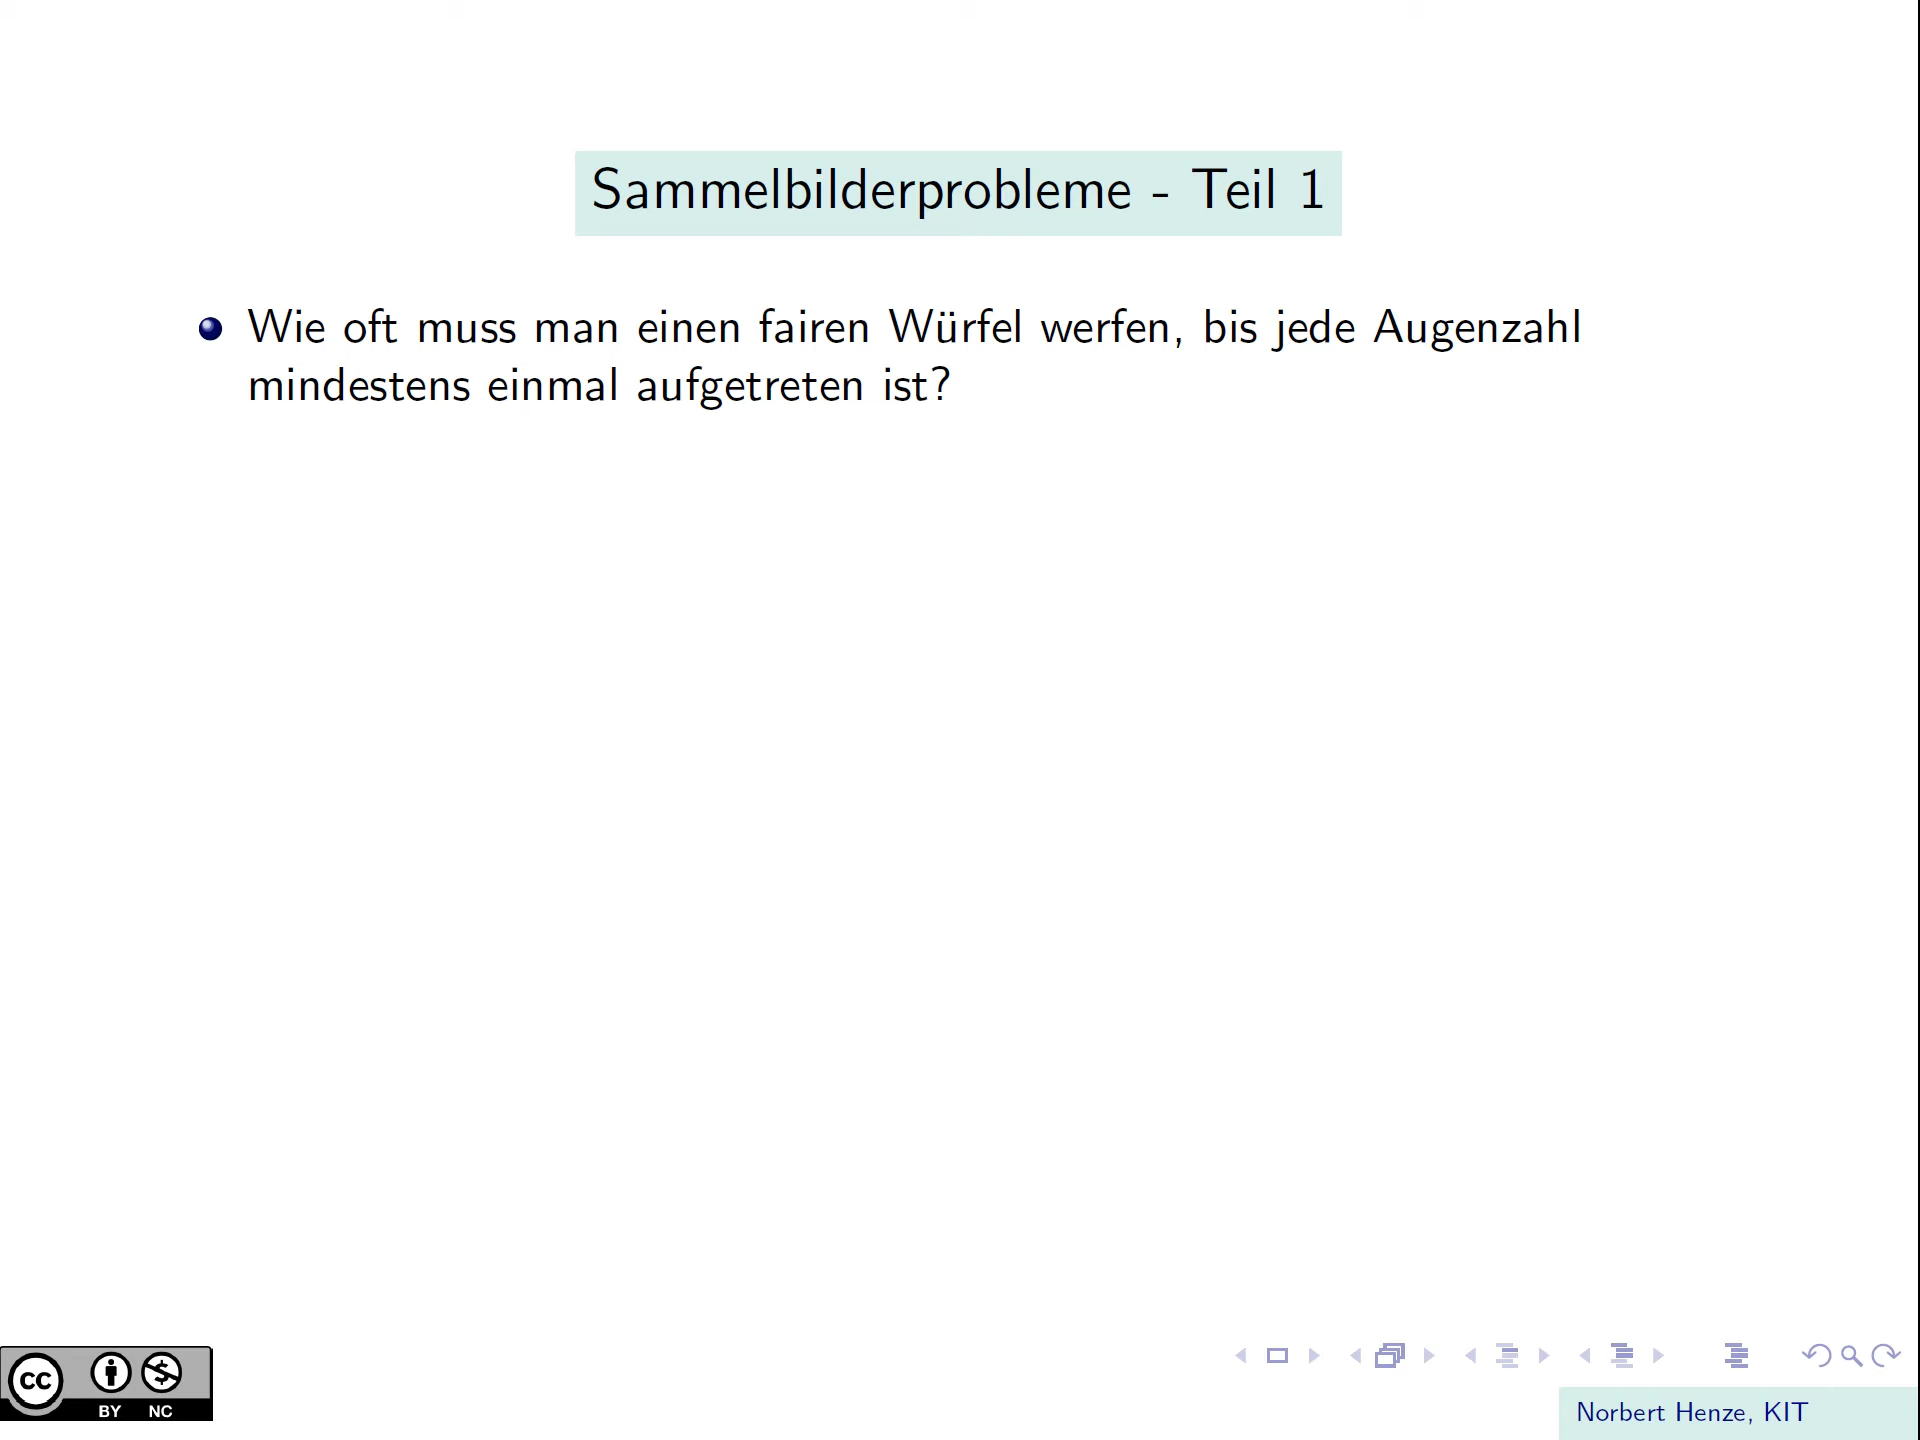 Sammelbilderprobleme - Teil 1
Wie oft muss man einen fairen Würfel werfen, bis jede Augenzahl
mindestens einmal aufgetreten ist?
cc
BY NC
Norbert Henze, KIT